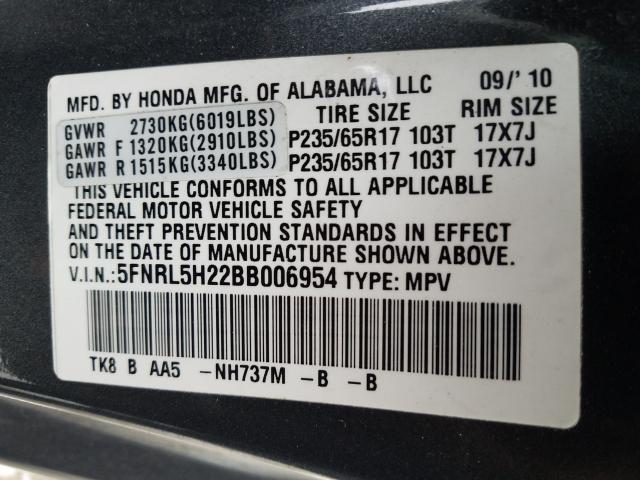 MFD. BY HONDA MFG. OF ALABAMA, LLC 09/' 10
TIRE SIZE RIM SIZE
GVWR 2730KG(6019LBS)
GAWR F 1320KG(2910LBS) P235/65R17 103T 17X7J
GAWR R 1515KG(3340LBS) P235/65R17 103T 17X7J
THIS VEHICLE CONFORMS TO ALL APPLICABLE
FEDERAL MOTOR VEHICLE SAFETY
AND THEFT PREVENTION STANDARDS IN EFFECT
ON THE DATE OF MANUFACTURE SHOWN ABOVE.
V.I.N.: 5FNRL5H22BB006954 TYPE: MPV
TK8 B AA5 -NH737M -B -B